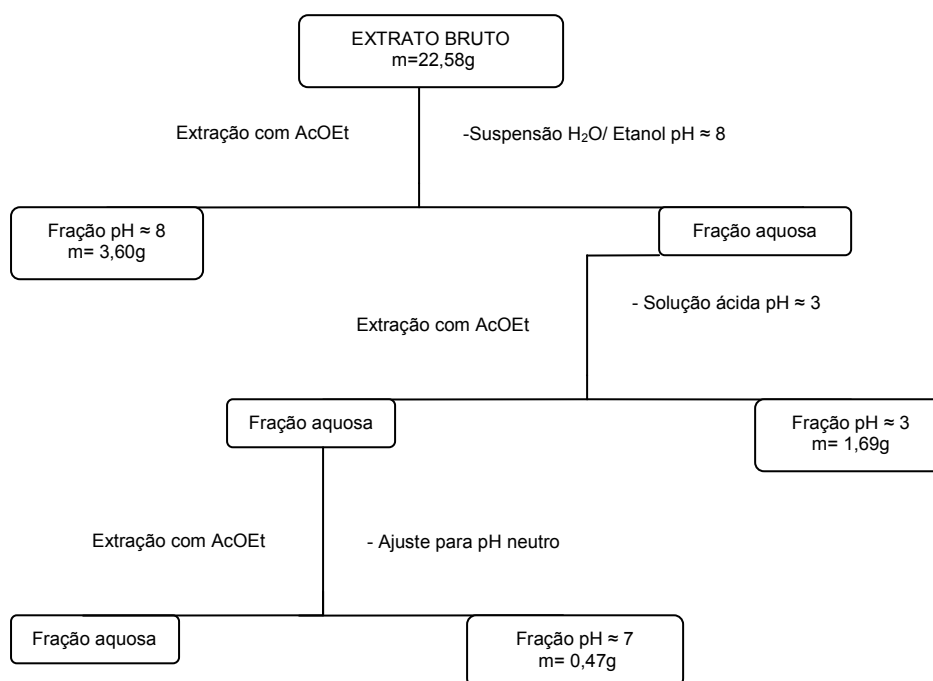 EXTRATO BRUTO
m=22,58g
Extração com AcOEt
-Suspensão H₂O/ Etanol pH ≈ 8
Fração pH ≈ 8
m= 3,60g
Fração aquosa
- Solução ácida pH ≈ 3
Extração com AcOEt
Fração aquosa
Fração pH ≈ 3
m= 1,69g
Extração com AcOEt
- Ajuste para pH neutro
Fração aquosa
Fração pH ≈ 7
m= 0,47g